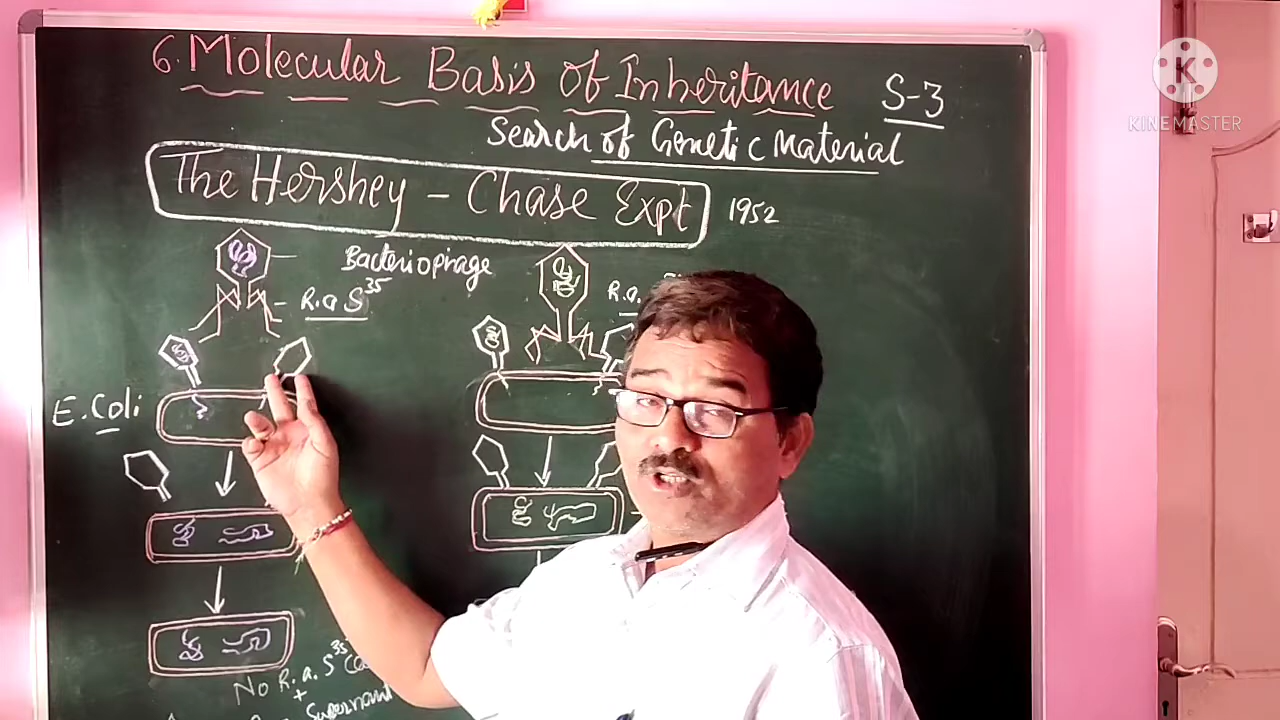 6. Molecular Basis of Inheritance S-3
Search of Genetic Material
The Hershey - Chase Expt 1952
Bacteriophage
R.a S35
R.a.
E. Coli
No R.a. S35
+
K
KINEMASTER